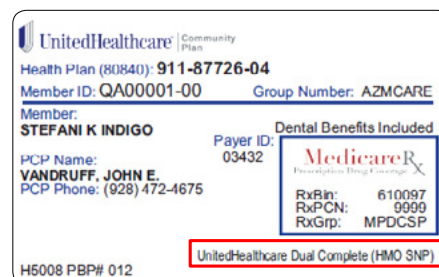 UnitedHealthcare | Community Plan
Health Plan (80840): 911-87726-04
Member ID: QA00001-00 Group Number: AZMCARE
Member:
STEFANI K INDIGO
Dental Benefits Included
Payer ID:
03432
PCP Name:
VANDRUFF, JOHN E.
PCP Phone: (928) 472-4675
MedicareRx
Prescription Drug Coverage
RxBin: 610097
RxPCN: 9999
RxGrp: MPDCSP
UnitedHealthcare Dual Complete (HMO SNP)
H5008 PBP# 012